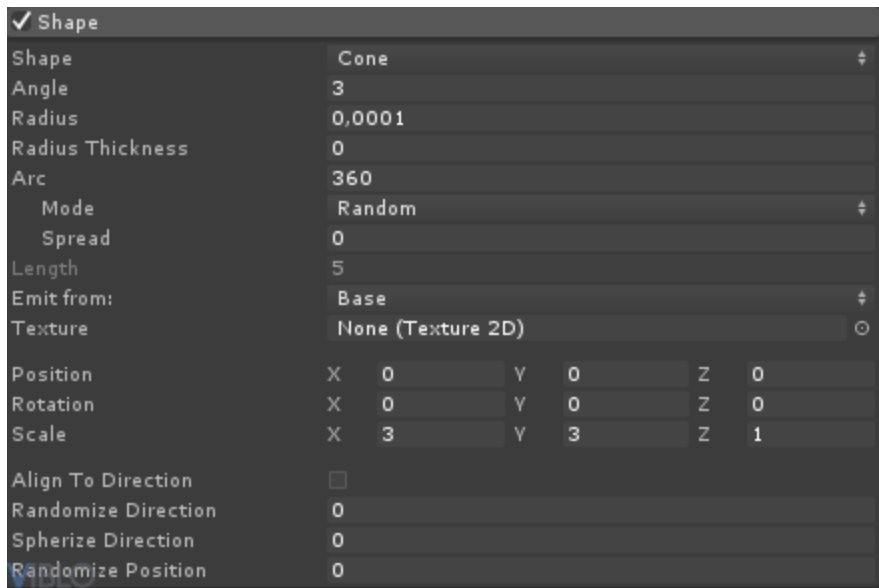 Shape
Shape Cone
Angle 3
Radius 0,0001
Radius Thickness 0
Arc 360
Mode Random
Spread 0
Length 5
Emit from: Base
Texture None (Texture 2D)
Position X 0 Y 0 Z 0
Rotation X 0 Y 0 Z 0
Scale X 3 Y 3 Z 1
Align To Direction
Randomize Direction 0
Spherize Direction 0
Randomize Position 0
VIBLO